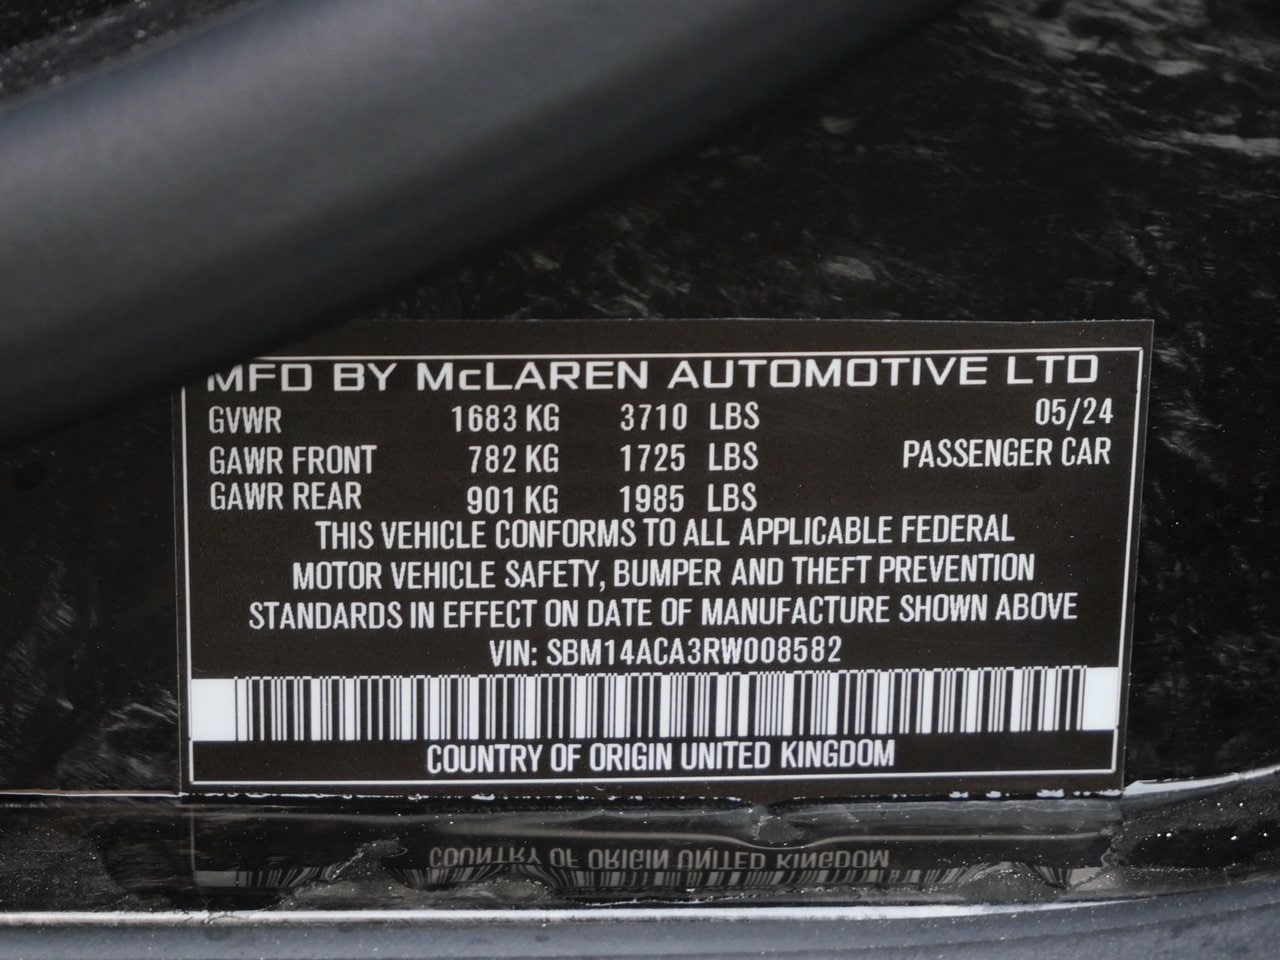 MFD BY McLAREN AUTOMOTIVE LTD
GVWR 1683 KG 3710 LBS 05/24
GAWR FRONT 782 KG 1725 LBS PASSENGER CAR
GAWR REAR 901 KG 1985 LBS
THIS VEHICLE CONFORMS TO ALL APPLICABLE FEDERAL
MOTOR VEHICLE SAFETY, BUMPER AND THEFT PREVENTION
STANDARDS IN EFFECT ON DATE OF MANUFACTURE SHOWN ABOVE
VIN: SBM14ACA3RW008582
COUNTRY OF ORIGIN UNITED KINGDOM